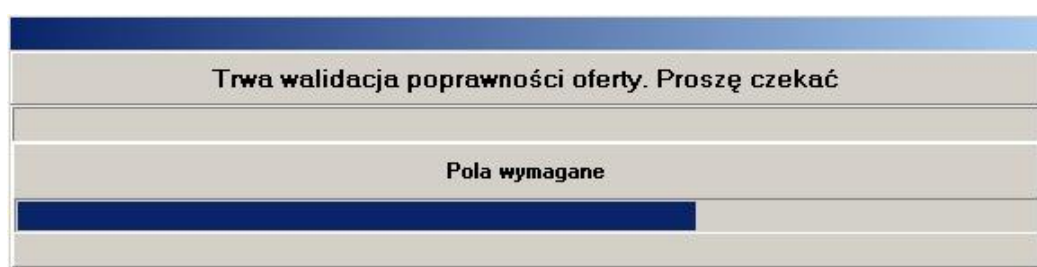 Trwa walidacja poprawności oferty. Proszę czekać
Pola wymagane